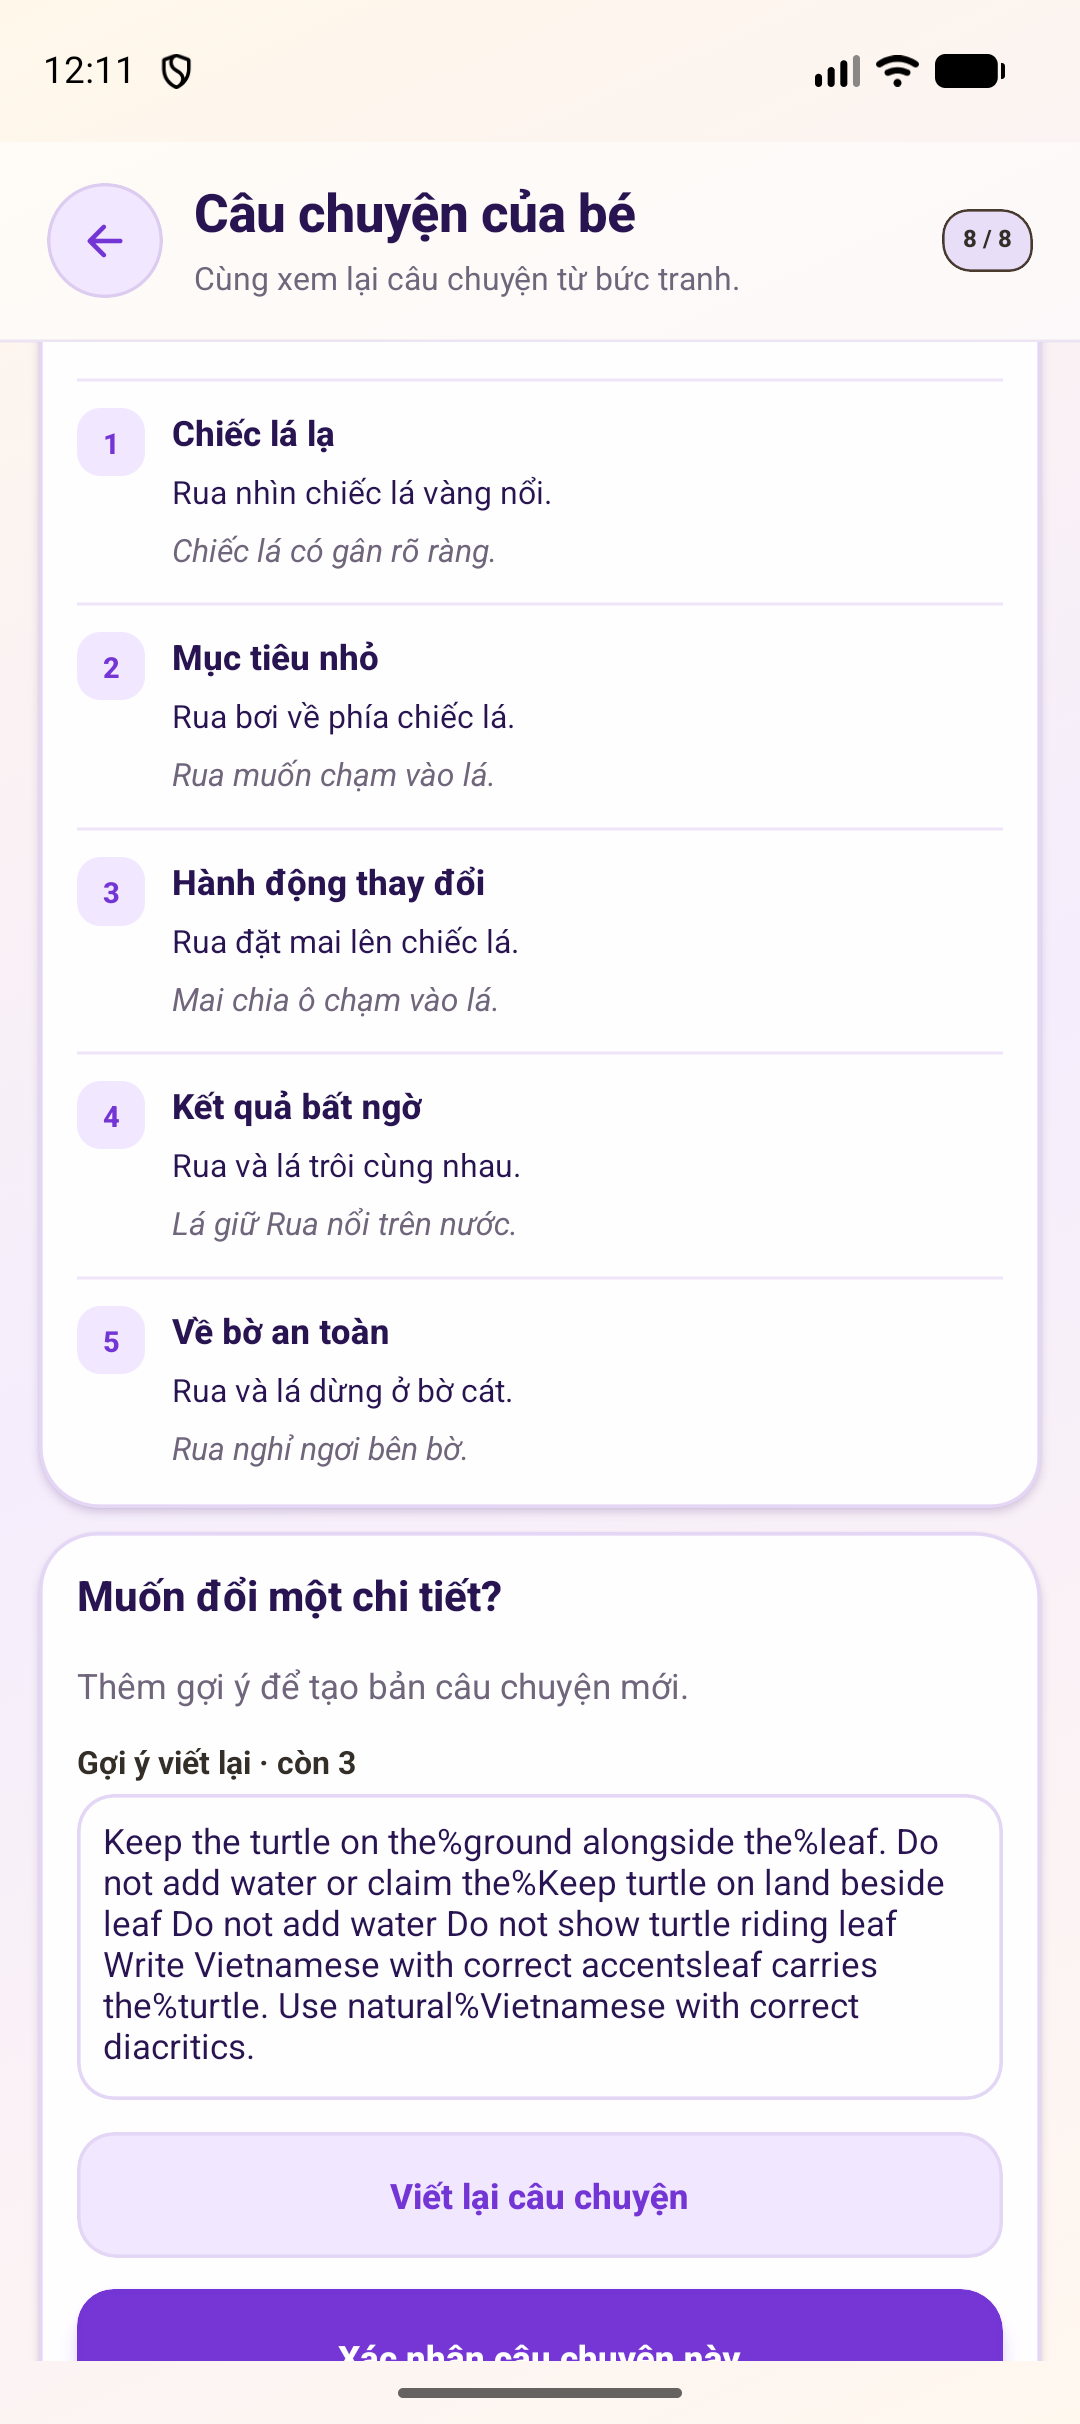 12:11
Câu chuyện của bé
Cùng xem lại câu chuyện từ bức tranh.
8 / 8
1
Chiếc lá lạ
Rua nhìn chiếc lá vàng nổi.
Chiếc lá có gân rõ ràng.
2
Mục tiêu nhỏ
Rua bơi về phía chiếc lá.
Rua muốn chạm vào lá.
3
Hành động thay đổi
Rua đặt mai lên chiếc lá.
Mai chia ô chạm vào lá.
4
Kết quả bất ngờ
Rua và lá trôi cùng nhau.
Lá giữ Rua nổi trên nước.
5
Về bờ an toàn
Rua và lá dừng ở bờ cát.
Rua nghỉ ngơi bên bờ.
Muốn đổi một chi tiết?
Thêm gợi ý để tạo bản câu chuyện mới.
Gợi ý viết lại · còn 3
Keep the turtle on the%ground alongside the%leaf. Do
not add water or claim the%Keep turtle on land beside
leaf Do not add water Do not show turtle riding leaf
Write Vietnamese with correct accentsleaf carries
the%turtle. Use natural%Vietnamese with correct
diacritics.
Viết lại câu chuyện
Xác nhận câu chuyện này